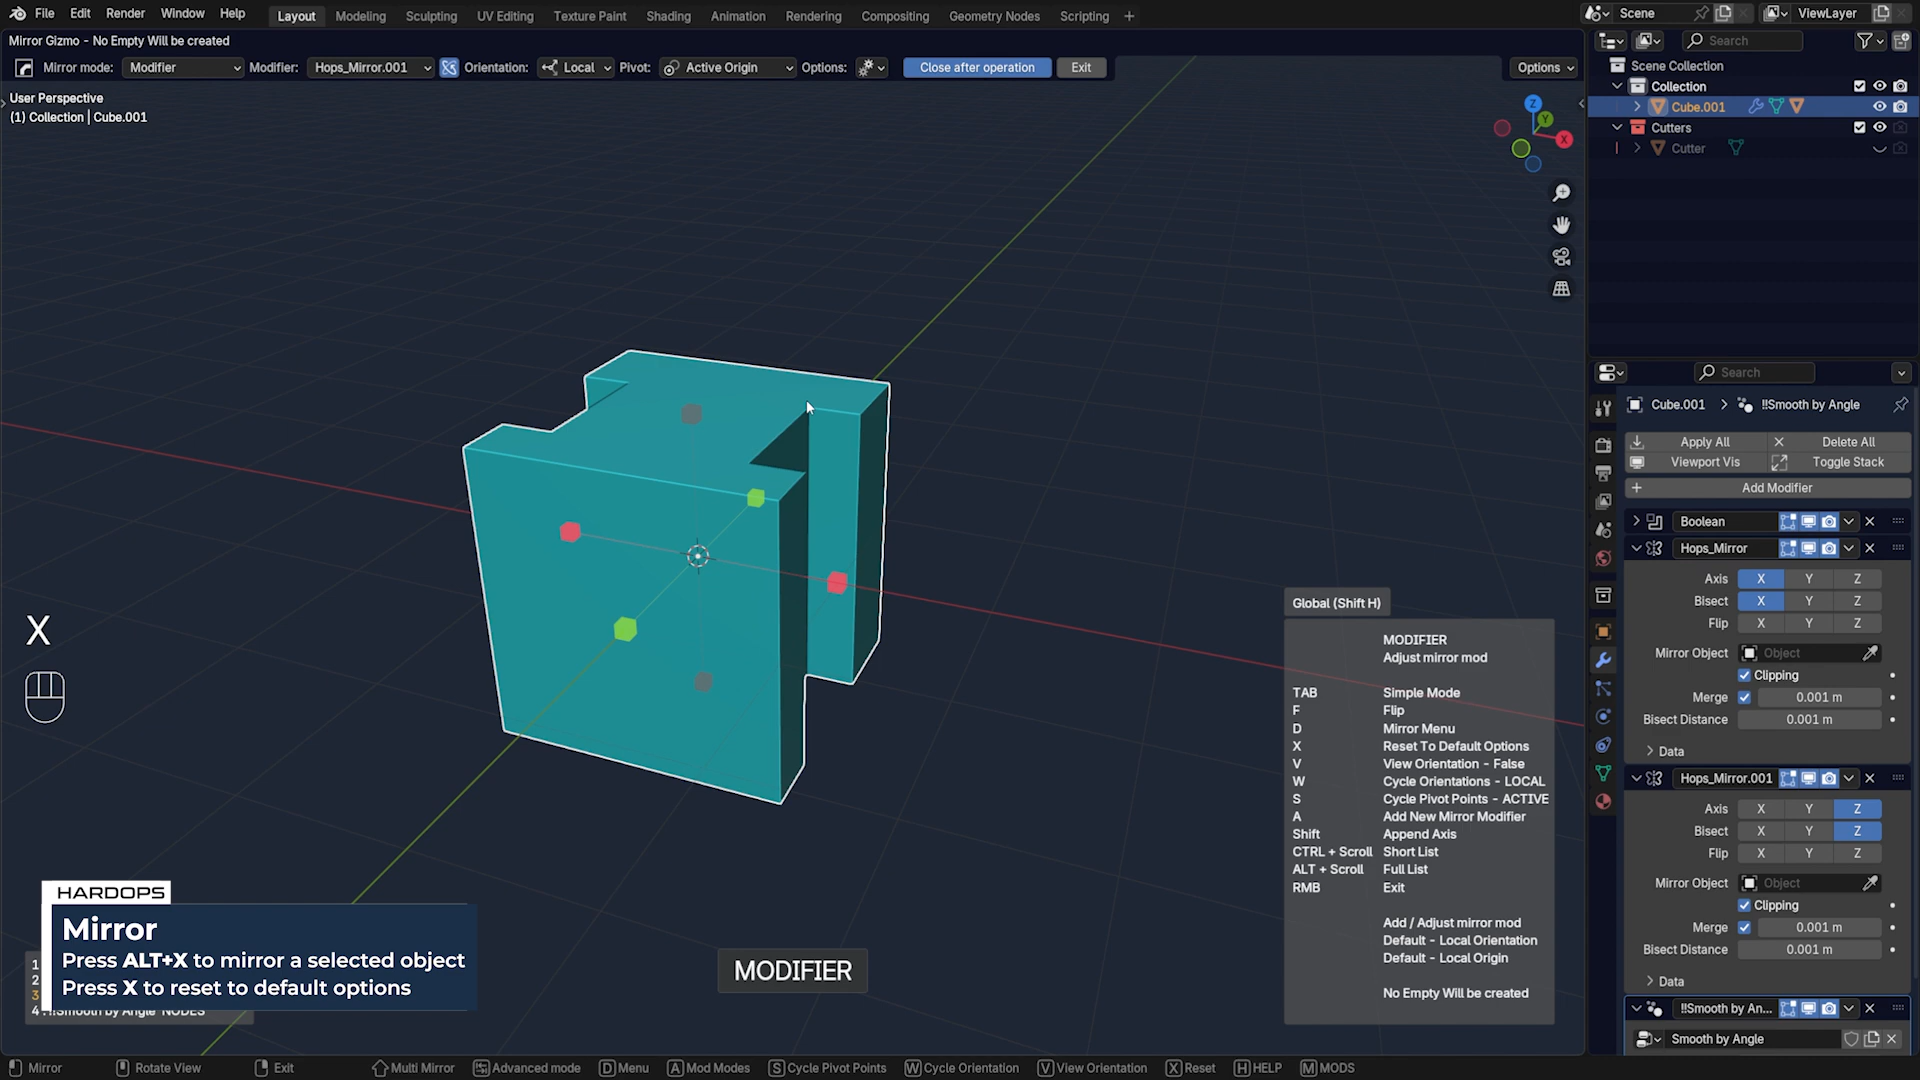 File Edit Render Window Help
Layout Modeling Sculpting UV Editing Texture Paint Shading Animation Rendering Compositing Geometry Nodes Scripting +
Scene
ViewLayer
Mirror Gizmo - No Empty Will be created
Mirror mode: Modifier Modifier: Hops_Mirror.001 Orientation: Local Pivot: Active Origin Options: Close after operation Exit
Options
User Perspective
(1) Collection | Cube.001
Z
Y
X
Search
Scene Collection
Collection
Cube.001
Cutters
Cutter
Search
Cube.001 > !!Smooth by Angle
Apply All Delete All
Viewport Vis Toggle Stack
Add Modifier
Boolean
Hops_Mirror
Axis X Y Z
Bisect X Y Z
Flip X Y Z
Mirror Object Object
Clipping
Merge 0.001 m
Bisect Distance 0.001 m
Data
Hops_Mirror.001
Axis X Y Z
Bisect X Y Z
Flip X Y Z
Mirror Object Object
Clipping
Merge 0.001 m
Bisect Distance 0.001 m
Data
!!Smooth by An...
Smooth by Angle
X
Global (Shift H)
MODIFIER
Adjust mirror mod
TAB Simple Mode
F Flip
D Mirror Menu
X Reset To Default Options
V View Orientation - False
W Cycle Orientations - LOCAL
S Cycle Pivot Points - ACTIVE
A Add New Mirror Modifier
Shift Append Axis
CTRL + Scroll Short List
ALT + Scroll Full List
RMB Exit
Add / Adjust mirror mod
Default - Local Orientation
Default - Local Origin
No Empty Will be created
HARDOPS
Mirror
Press ALT+X to mirror a selected object
Press X to reset to default options
1
2
3
4 . !!Smooth by Angle NODES
MODIFIER
Mirror Rotate View Exit Multi Mirror Advanced mode D Menu A Mod Modes S Cycle Pivot Points W Cycle Orientation V View Orientation X Reset H HELP M MODS